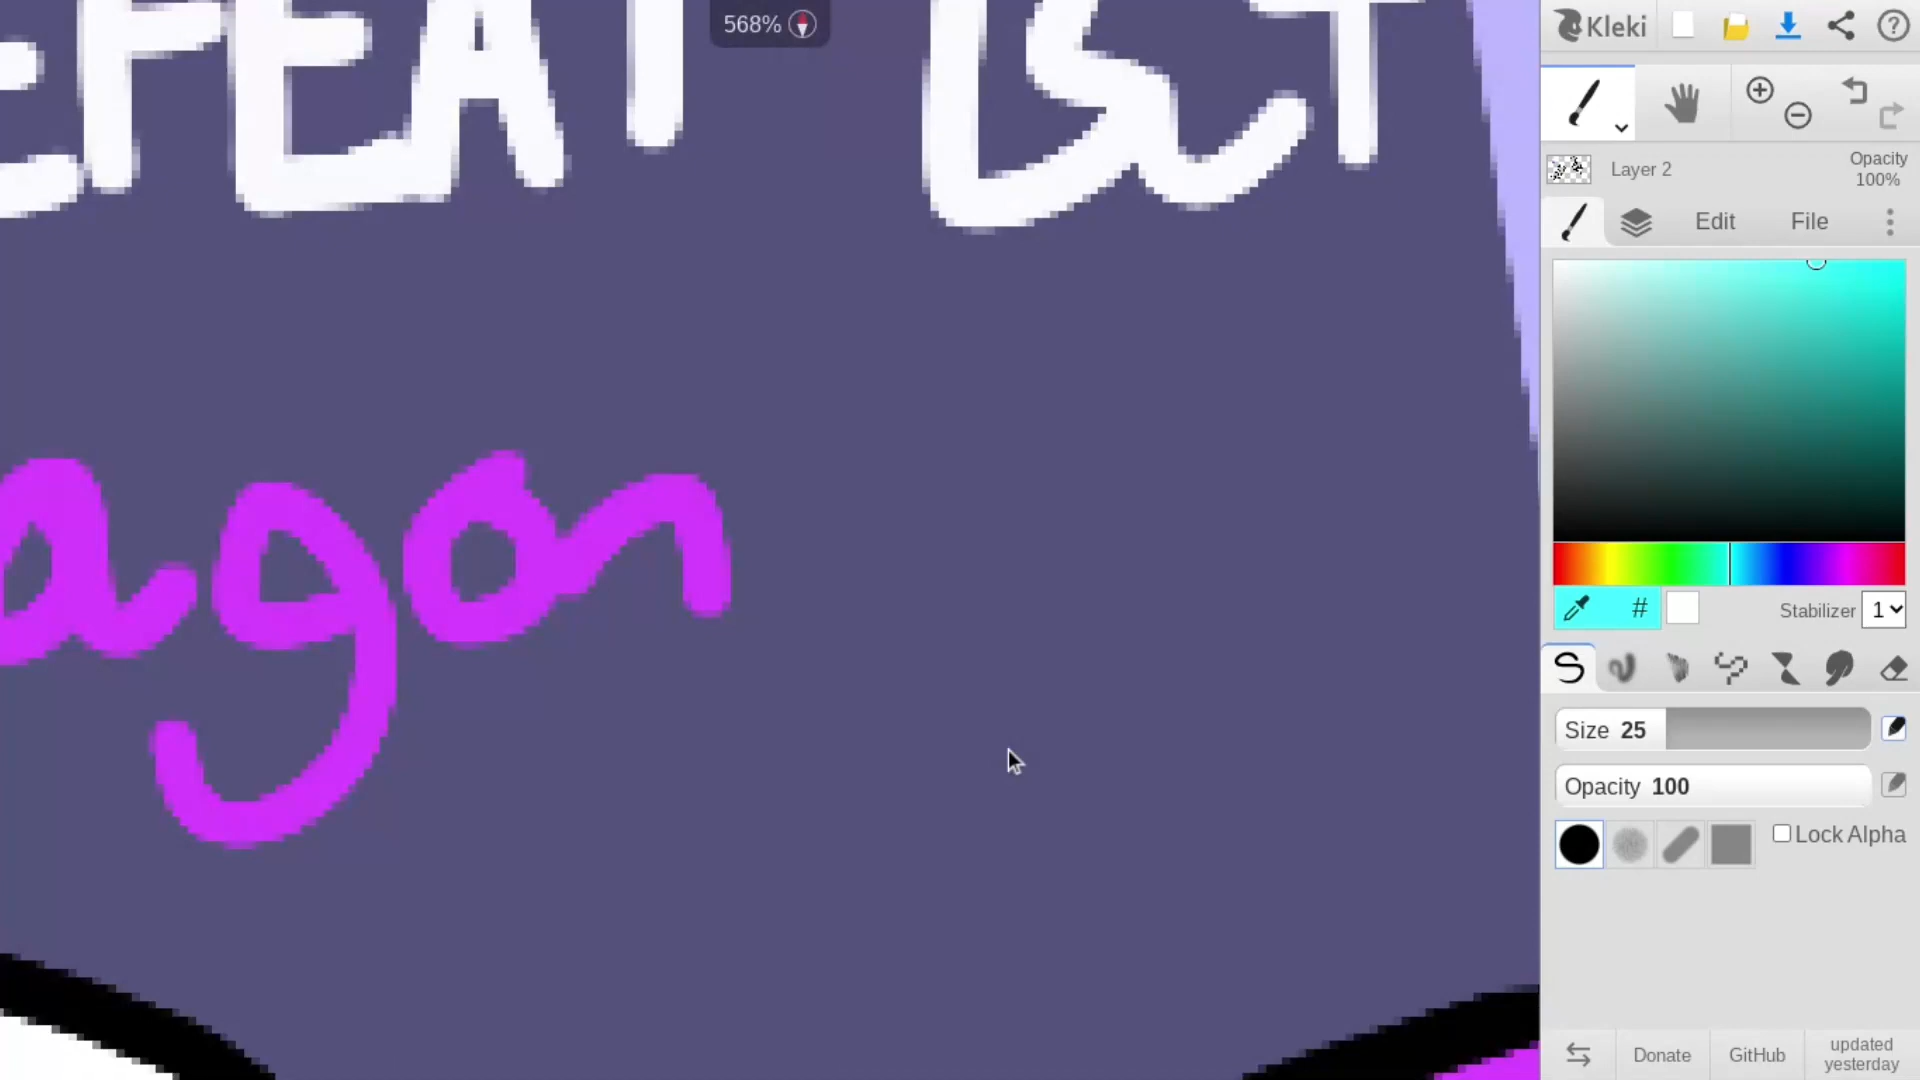 568%
Kleki
Layer 2
Opacity
100%
Edit
File
agon
#
Stabilizer
1
Size 25
Opacity 100
Lock Alpha
Donate
GitHub
updated
yesterday